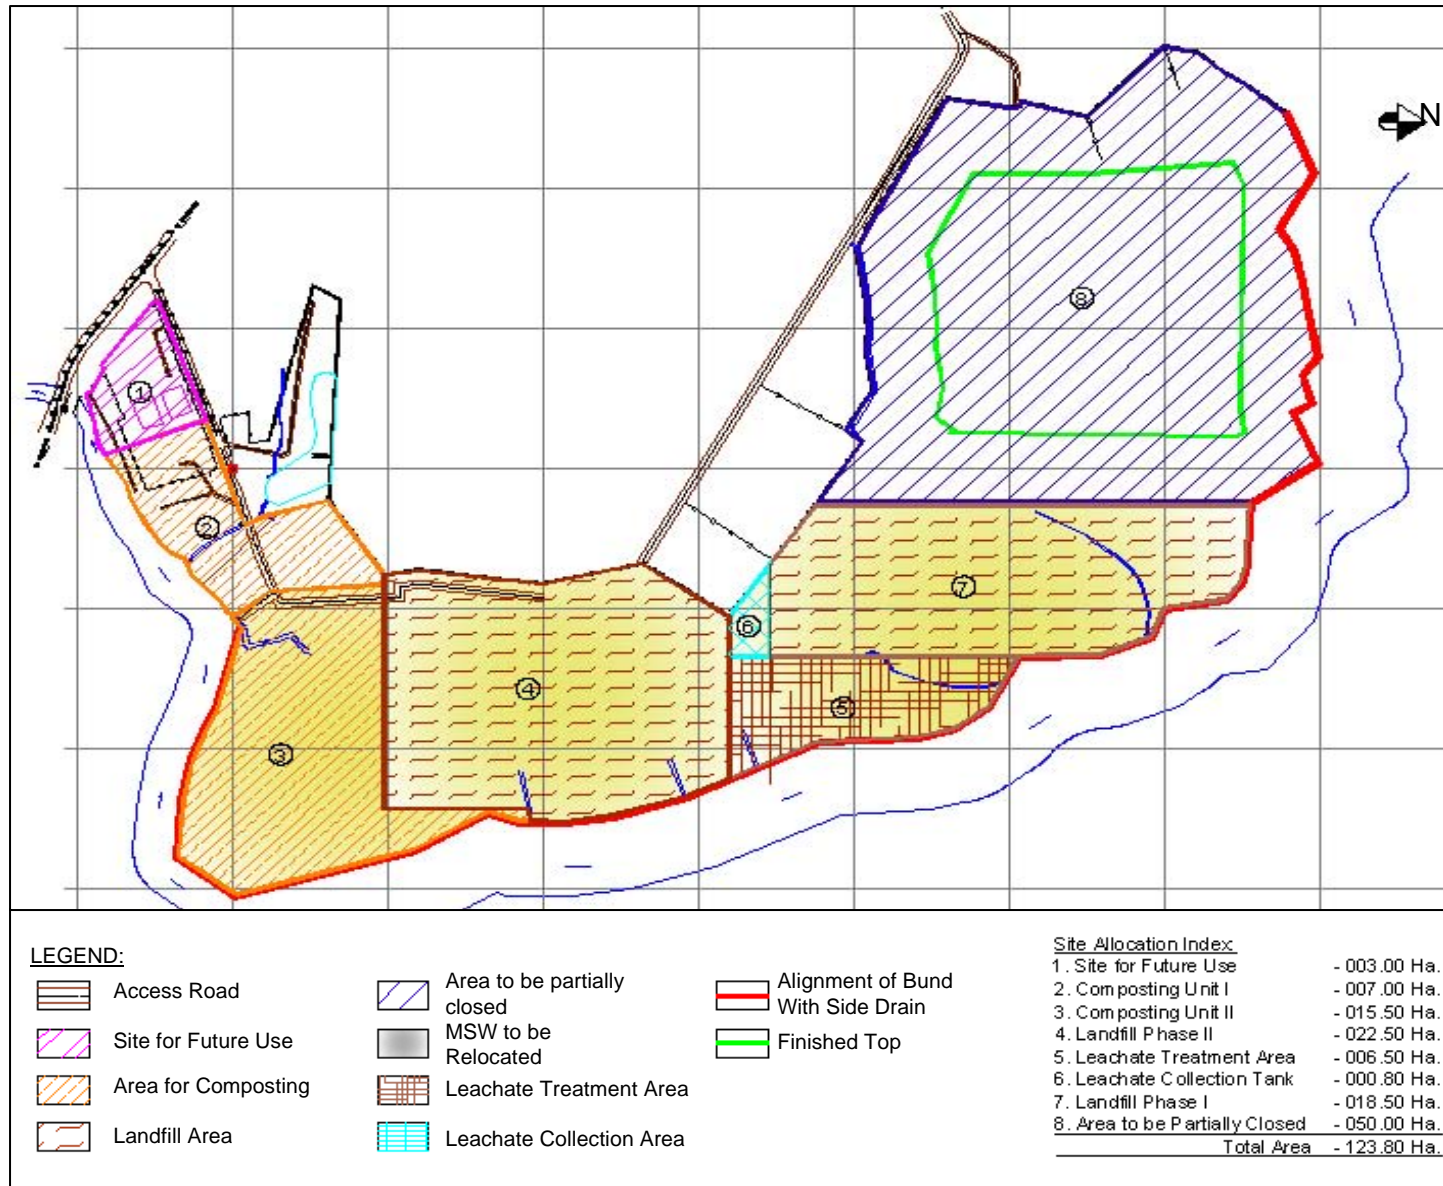 N
1
2
3
4
5
6
7
8
LEGEND:
Access Road
Site for Future Use
Area for Composting
Landfill Area
Area to be partially
closed
MSW to be
Relocated
Leachate Treatment Area
Leachate Collection Area
Alignment of Bund
With Side Drain
Finished Top
Site Allocation Index
1. Site for Future Use - 003.00 Ha.
2. Composting Unit I - 007.00 Ha.
3. Composting Unit II - 015.50 Ha.
4. Landfill Phase II - 022.50 Ha.
5. Leachate Treatment Area - 006.50 Ha.
6. Leachate Collection Tank - 000.80 Ha.
7. Landfill Phase I - 018.50 Ha.
8. Area to be Partially Closed - 050.00 Ha.
Total Area - 123.80 Ha.